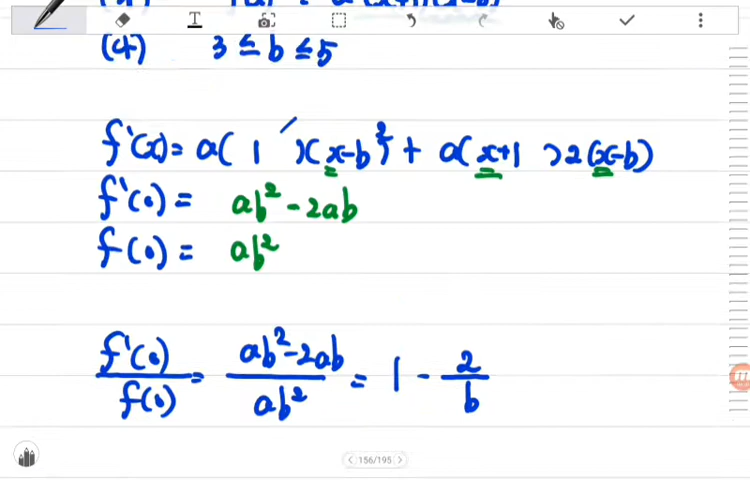 (4) 3 ≤ b ≤ 5
f'(x) = a( 1 )(x-b)² + a(x+1)2(x-b)
f'(0) = ab² - 2ab
f(0) = ab²
f'(0)/f(0) = (ab²-2ab)/ab² = 1 - 2/b
156/195